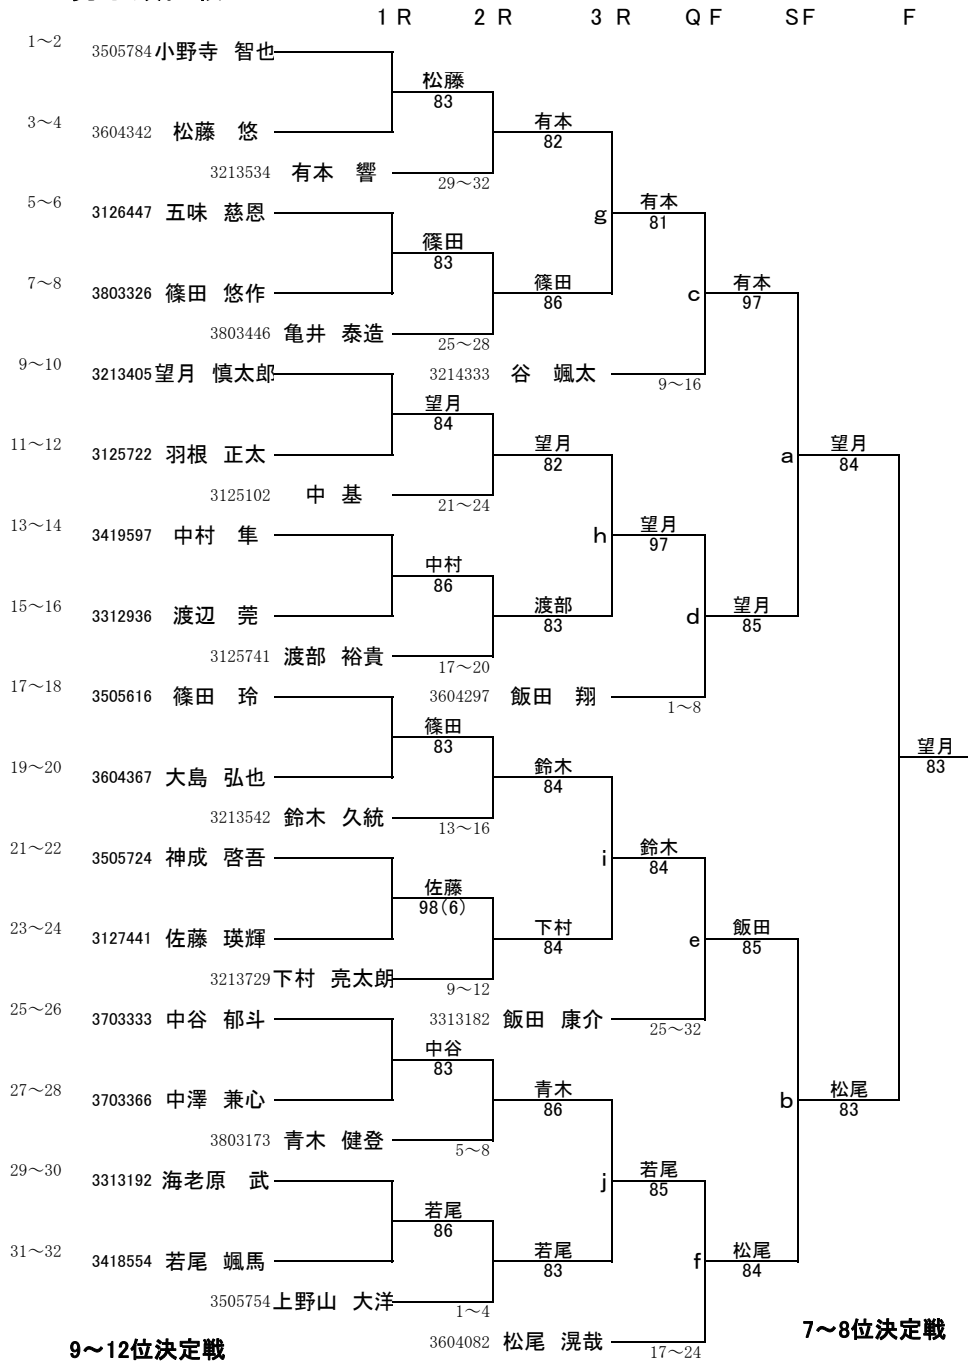 1 R 2 R 3 R Q F S F F
1～2
3505784 小野寺 智也
松藤
83
3～4
3604342 松藤 悠
有本
82
3213534 有本 響
29～32
5～6
3126447 五味 慈恩
g
有本
81
篠田
83
7～8
3803326 篠田 悠作
篠田
86
c
有本
97
3803446 亀井 泰造
25～28
9～10
3213405 望月 慎太郎
3214333 谷 颯太
9～16
望月
84
11～12
3125722 羽根 正太
望月
82
a
望月
84
3125102 中 基
21～24
13～14
3419597 中村 隼
h
望月
97
中村
86
15～16
3312936 渡辺 莞
渡部
83
d
望月
85
3125741 渡部 裕貴
17～20
17～18
3505616 篠田 玲
3604297 飯田 翔
1～8
篠田
83
望月
83
19～20
3604367 大島 弘也
鈴木
84
3213542 鈴木 久統
13～16
21～22
3505724 神成 啓吾
i
鈴木
84
佐藤
98(6)
23～24
3127441 佐藤 瑛輝
下村
84
e
飯田
85
3213729 下村 亮太朗
9～12
25～26
3703333 中谷 郁斗
3313182 飯田 康介
25～32
中谷
83
27～28
3703366 中澤 兼心
青木
86
b
松尾
83
3803173 青木 健登
5～8
29～30
3313192 海老原 武
j
若尾
85
若尾
86
31～32
3418554 若尾 颯馬
若尾
83
f
松尾
84
3505754 上野山 大洋
1～4
3604082 松尾 滉哉
17～24
9～12位決定戦
7～8位決定戦